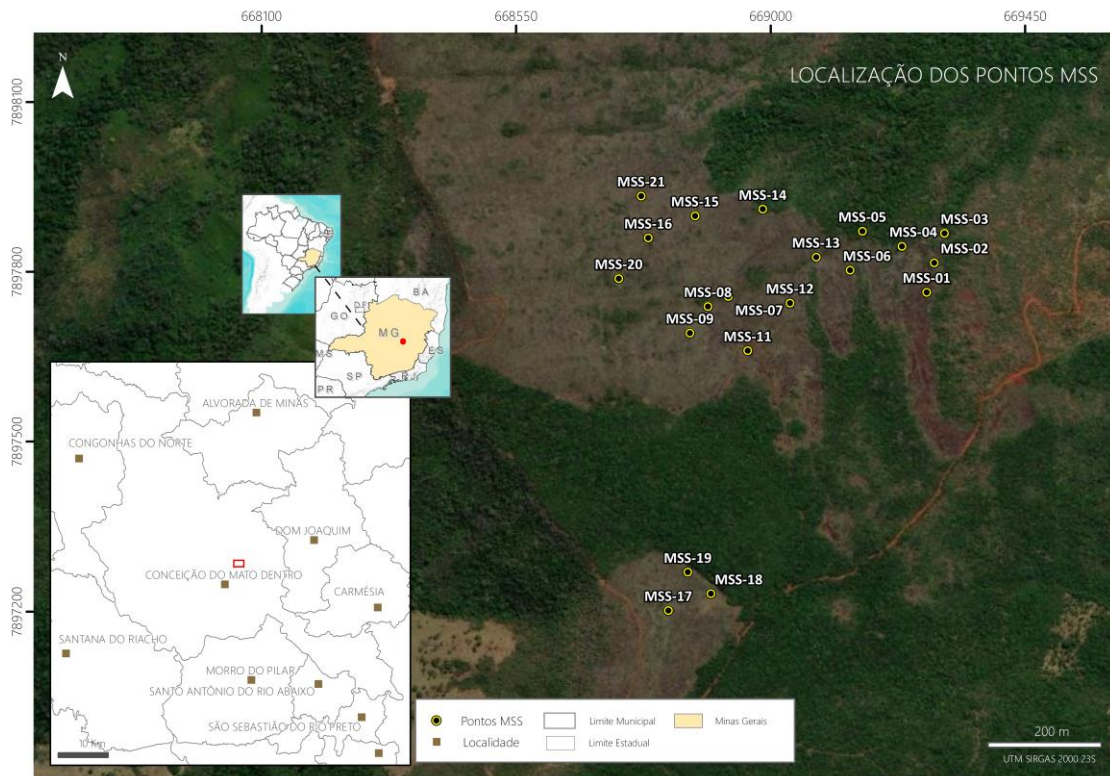 668100
668550
669000
669450
N
LOCALIZAÇÃO DOS PONTOS MSS
7898100
7897800
7897500
7897200
MSS-21
MSS-15
MSS-14
MSS-16
MSS-05
MSS-03
MSS-04
MSS-13
MSS-06
MSS-02
MSS-20
MSS-01
MSS-08
MSS-12
MSS-07
MSS-09
MSS-11
MSS-19
MSS-18
MSS-17
BA
DF
GO
MG
MS
ES
SP
RJ
PR
ALVORADA DE MINAS
CONGONHAS DO NORTE
DOM JOAQUIM
CONCEIÇÃO DO MATO DENTRO
CARMÉSIA
SANTANA DO RIACHO
MORRO DO PILAR
SANTO ANTÔNIO DO RIO ABAIXO
SÃO SEBASTIÃO DO RIO PRETO
10 Km
Pontos MSS
Limite Municipal
Minas Gerais
Localidade
Limite Estadual
200 m
UTM SIRGAS 2000 23S